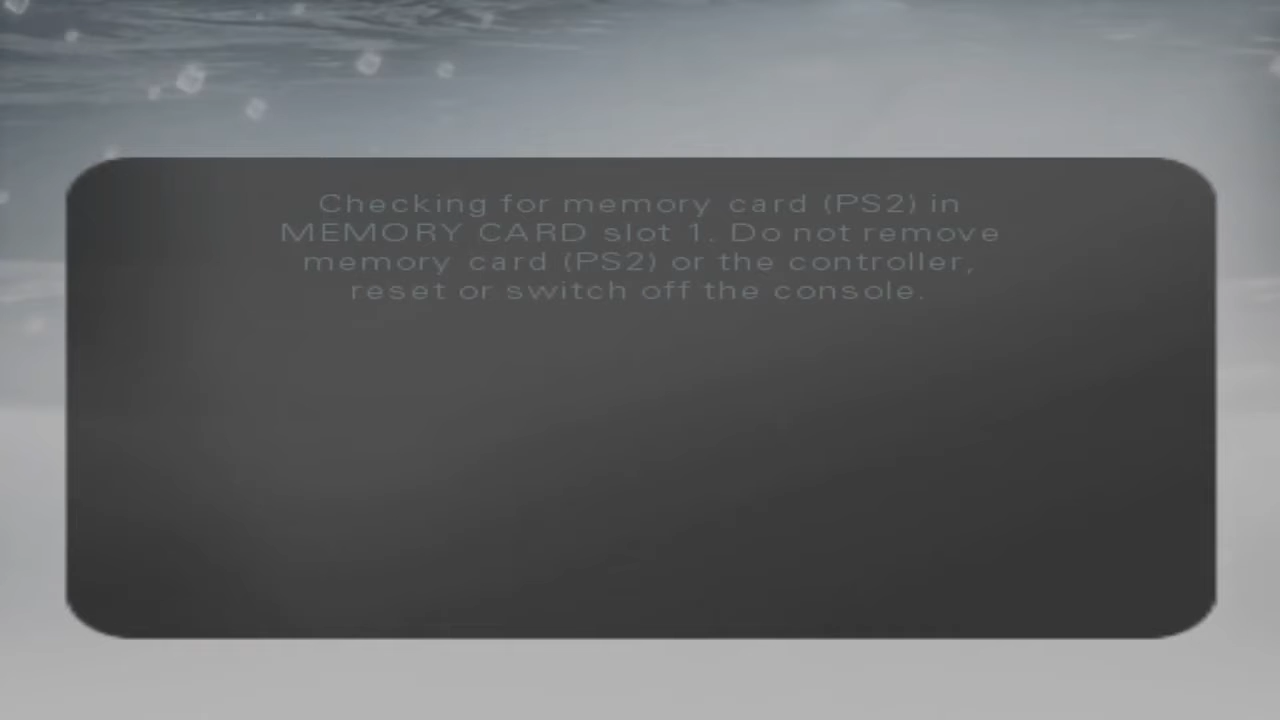 Checking for memory card (PS2) in
MEMORY CARD slot 1. Do not remove
memory card (PS2) or the controller,
reset or switch off the console.